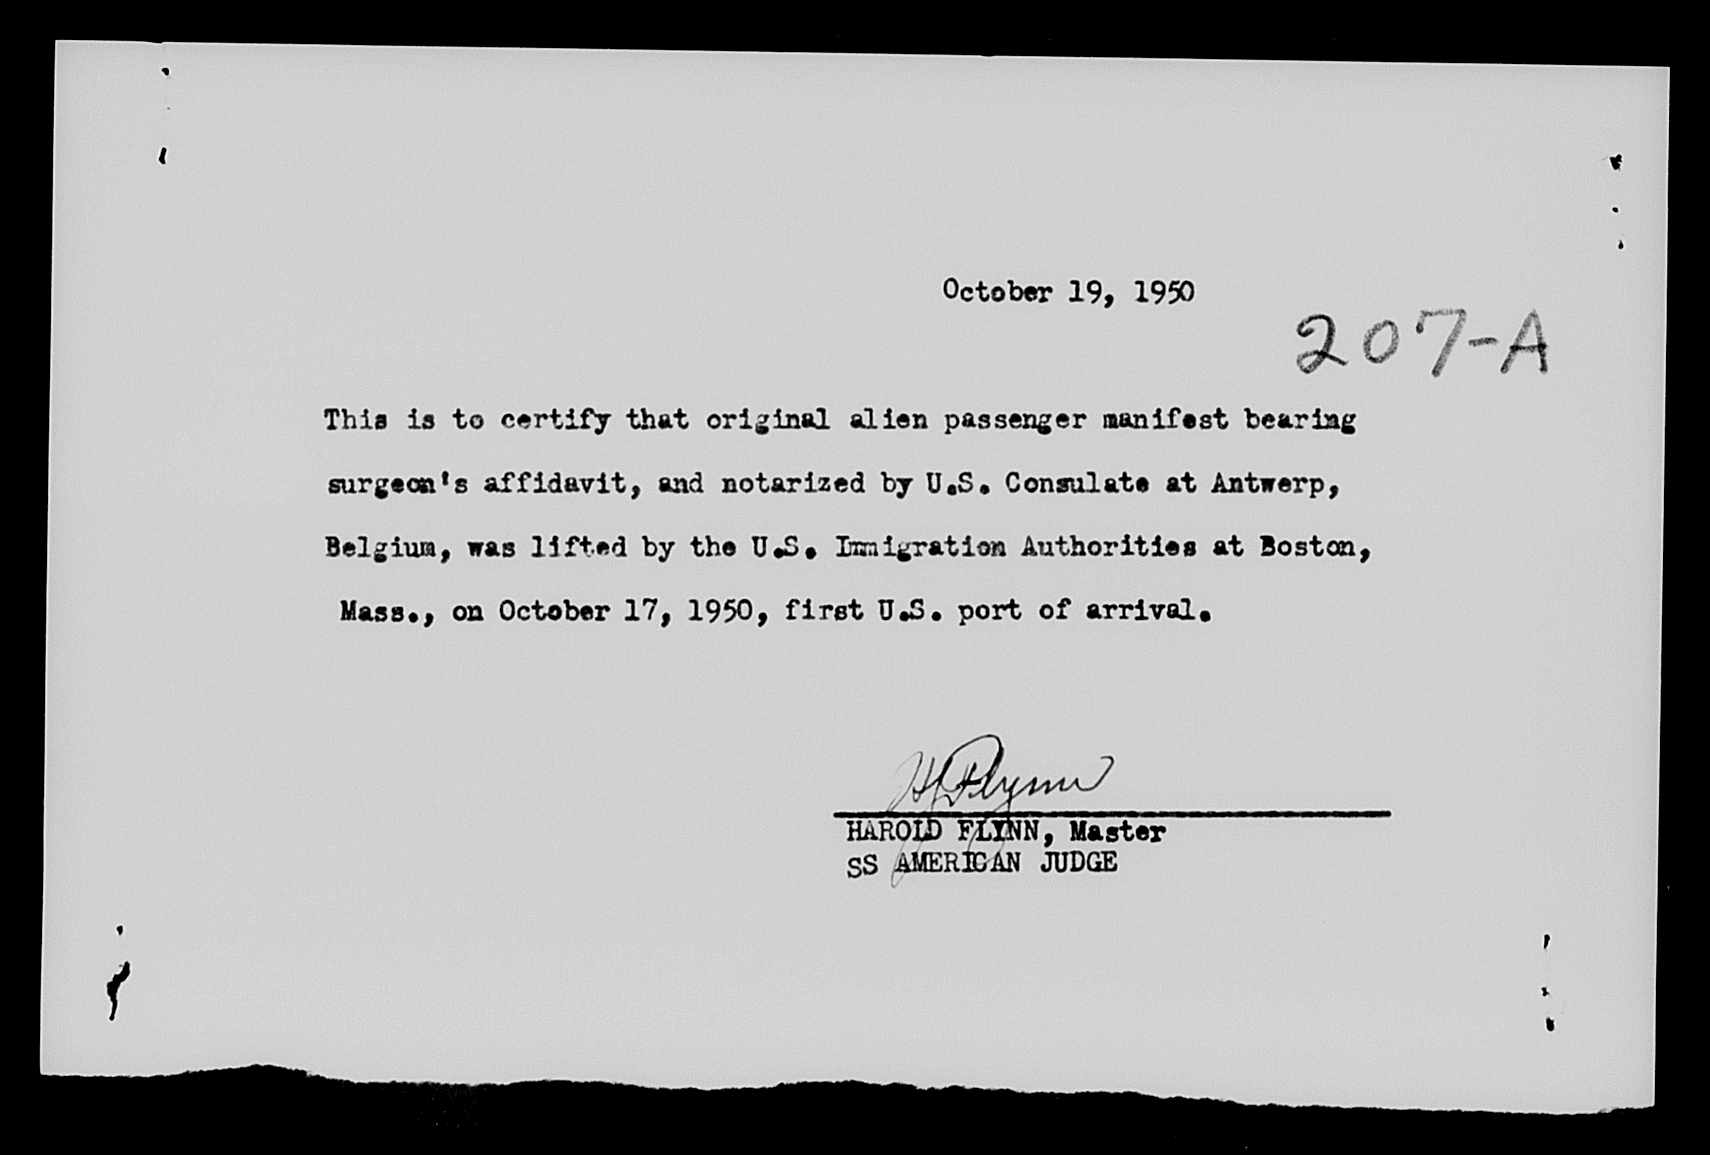 October 19, 1950
207-A
This is to certify that original alien passenger manifest bearing
surgeon's affidavit, and notarized by U.S. Consulate at Antwerp,
Belgium, was lifted by the U.S. Immigration Authorities at Boston,
Mass., on October 17, 1950, first U.S. port of arrival.
HJFlynn
HAROLD FLYNN, Master
SS AMERICAN JUDGE